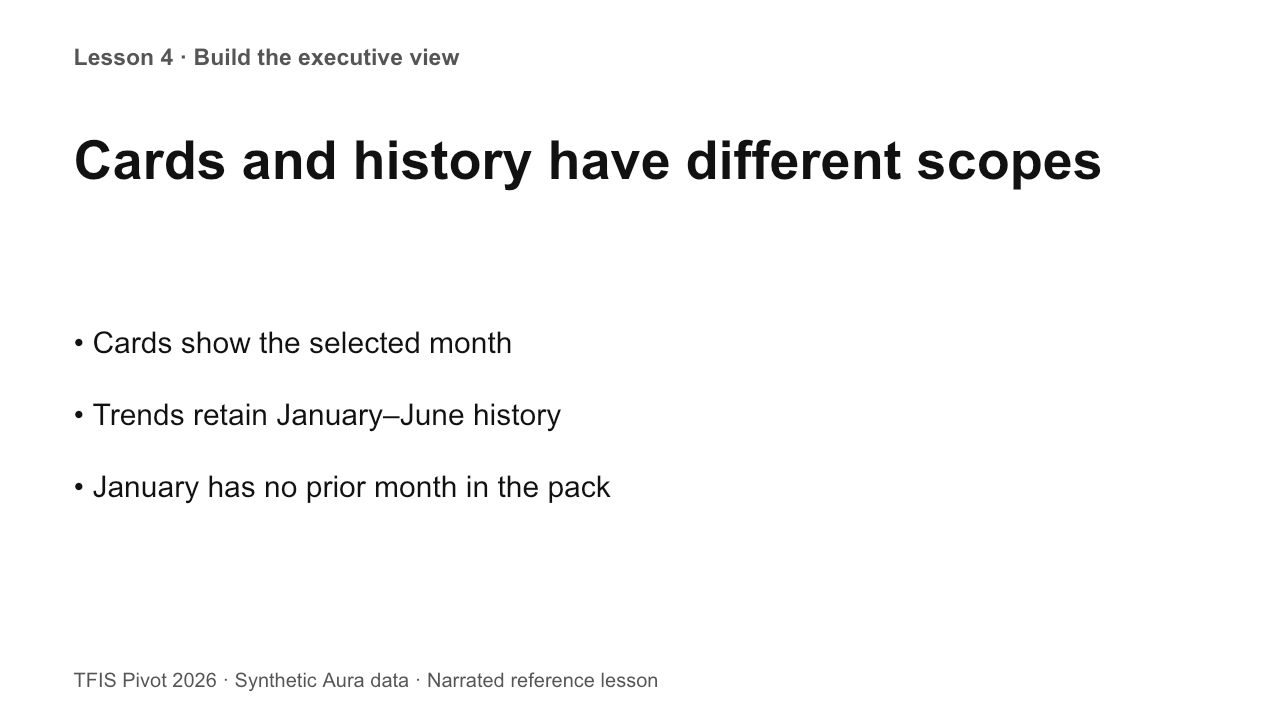 Lesson 4 · Build the executive view
Cards and history have different scopes
• Cards show the selected month
• Trends retain January–June history
• January has no prior month in the pack
TFIS Pivot 2026 · Synthetic Aura data · Narrated reference lesson